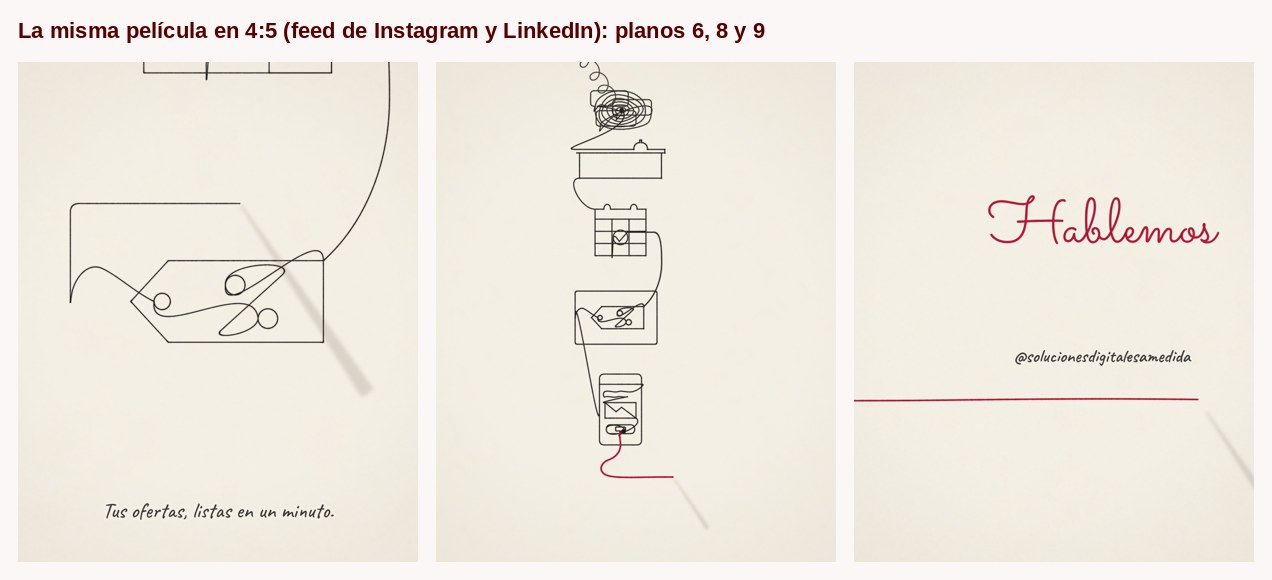 La misma película en 4:5 (feed de Instagram y LinkedIn): planos 6, 8 y 9
Tus ofertas, listas en un minuto.
Hablemos
@solucionesdigitalesamedida